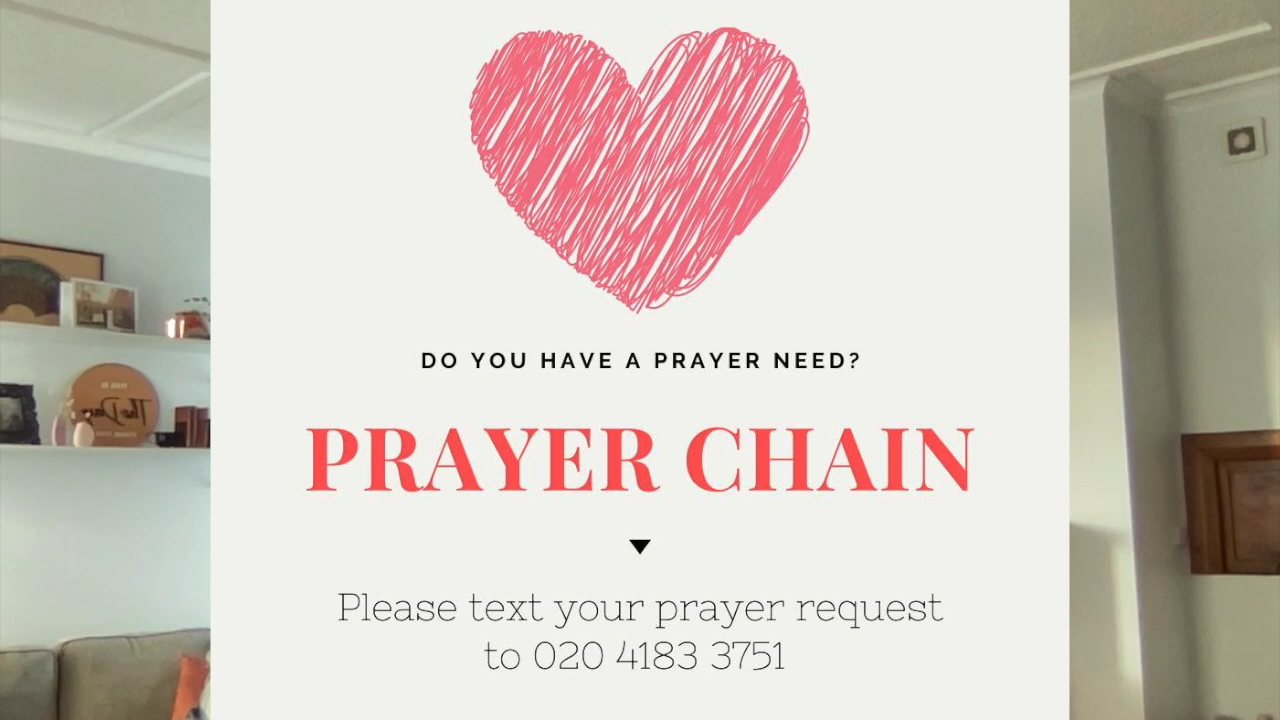 DO YOU HAVE A PRAYER NEED?
PRAYER CHAIN
Please text your prayer request
to 020 4183 3751